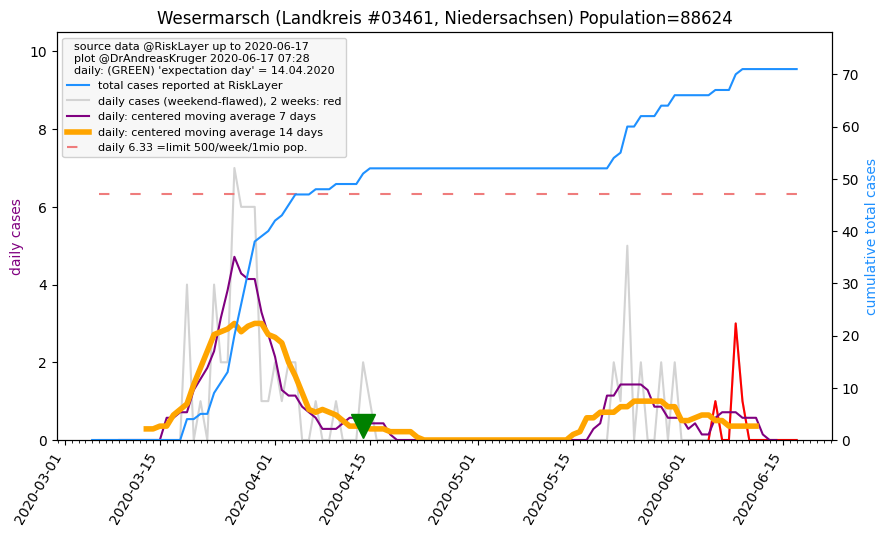 Wesermarsch (Landkreis #03461, Niedersachsen) Population=88624
source data @RiskLayer up to 2020-06-17
plot @DrAndreasKruger 2020-06-17 07:28
daily: (GREEN) 'expectation day' = 14.04.2020
total cases reported at RiskLayer
daily cases (weekend-flawed), 2 weeks: red
daily: centered moving average 7 days
daily: centered moving average 14 days
daily 6.33 =limit 500/week/1mio pop.
daily cases
10
8
6
4
2
0
cumulative total cases
70
60
50
40
30
20
10
0
2020-03-01
2020-03-15
2020-04-01
2020-04-15
2020-05-01
2020-05-15
2020-06-01
2020-06-15